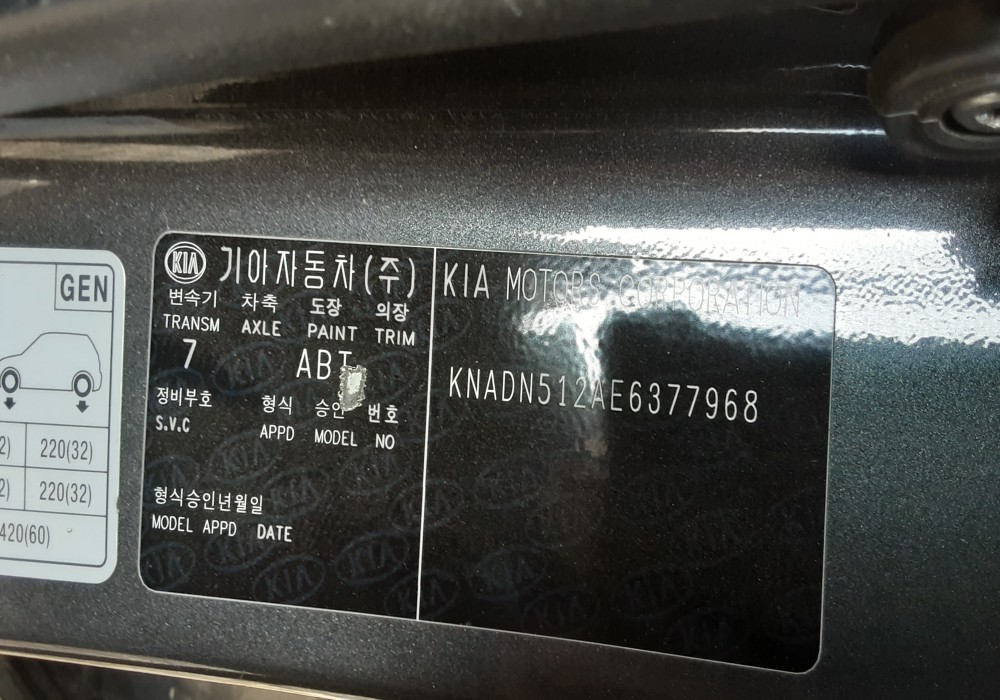 GEN
220(32)
220(32)
420(60)
KIA 기아자동차(주)
변속기 차축 도장 의장
TRANSM AXLE PAINT TRIM
7 ABT
정비부호 형식 승인 번호
S.V.C APPD MODEL NO
형식승인년월일
MODEL APPD DATE
KIA MOTORS CORPORATION
KNADN512AE6377968